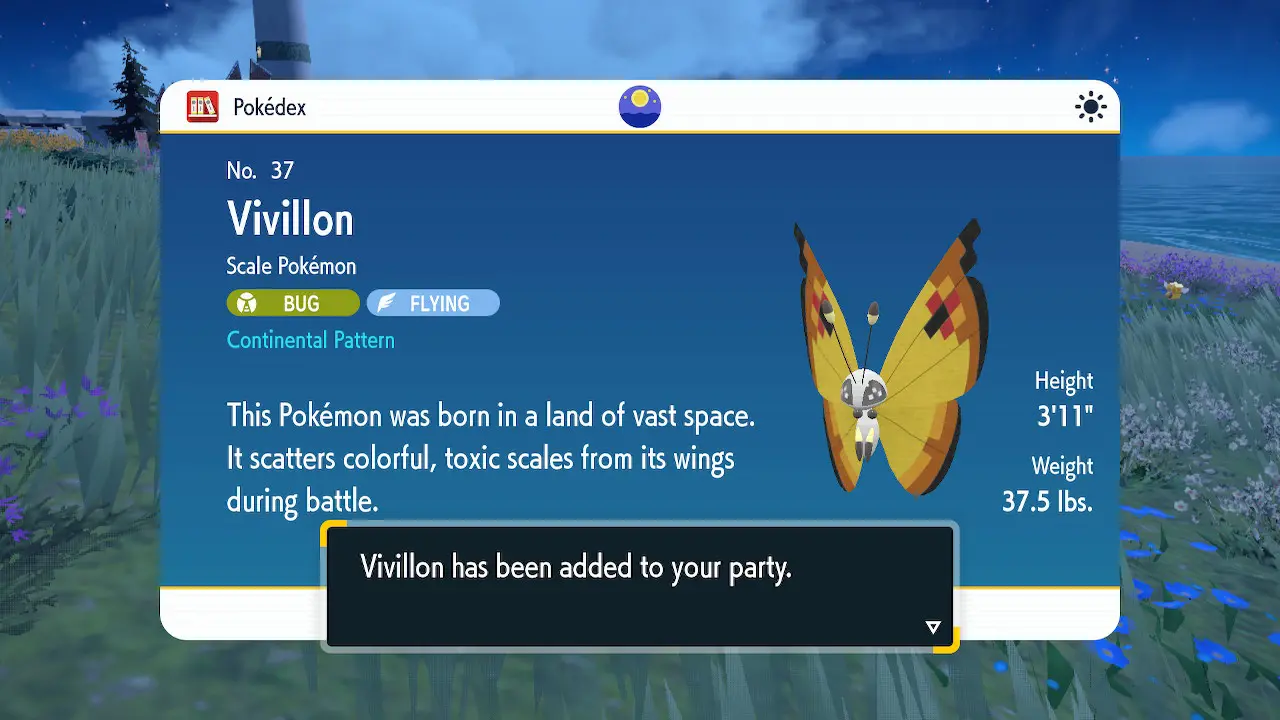 Pokédex
No. 37
Vivillon
Scale Pokémon
BUG FLYING
Continental Pattern
This Pokémon was born in a land of vast space.
It scatters colorful, toxic scales from its wings
during battle.
Height
3'11"
Weight
37.5 lbs.
Vivillon has been added to your party.